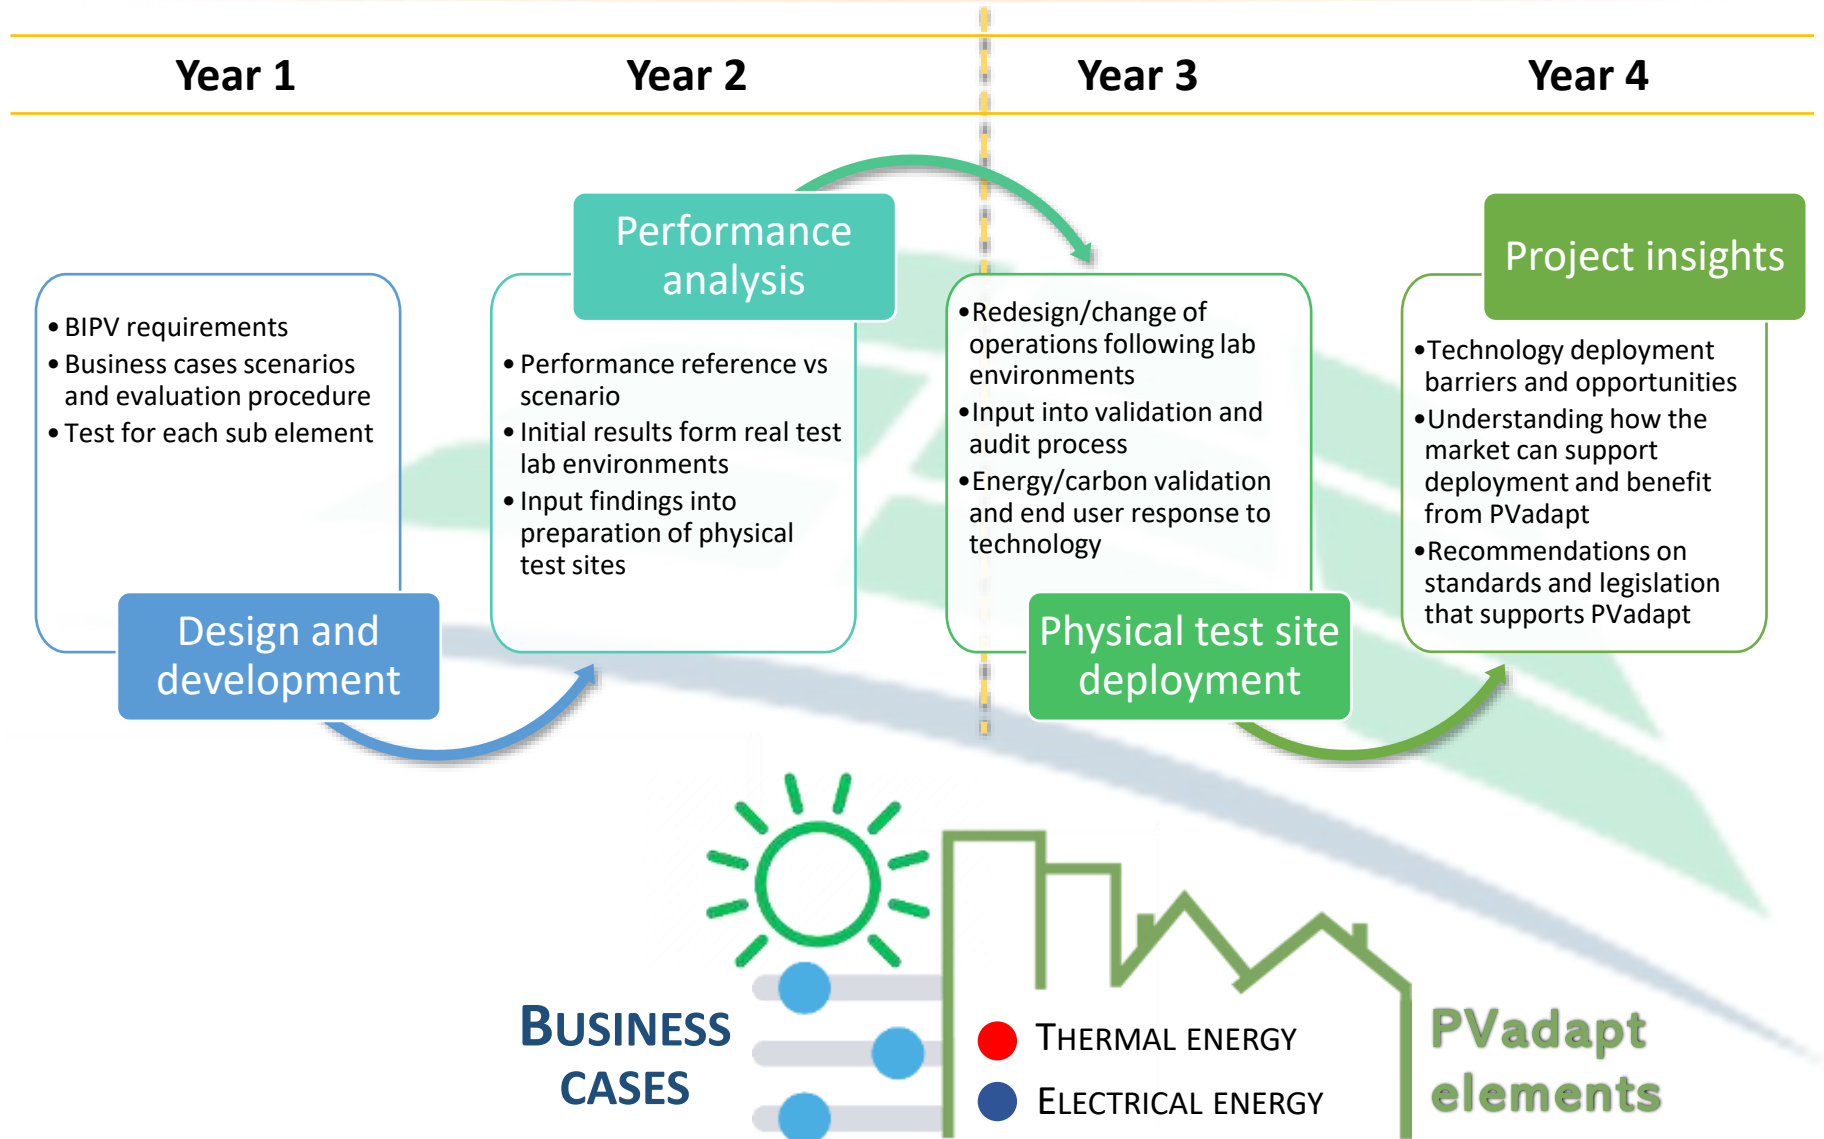 Year 1
Year 2
Year 3
Year 4
• BIPV requirements
• Business cases scenarios
and evaluation procedure
• Test for each sub element
Design and
development
Performance
analysis
• Performance reference vs
scenario
• Initial results form real test
lab environments
• Input findings into
preparation of physical
test sites
•Redesign/change of
operations following lab
environments
•Input into validation and
audit process
•Energy/carbon validation
and end user response to
technology
Physical test site
deployment
Project insights
•Technology deployment
barriers and opportunities
•Understanding how the
market can support
deployment and benefit
from PVadapt
•Recommendations on
standards and legislation
that supports PVadapt
BUSINESS
CASES
THERMAL ENERGY
ELECTRICAL ENERGY
PVadapt
elements